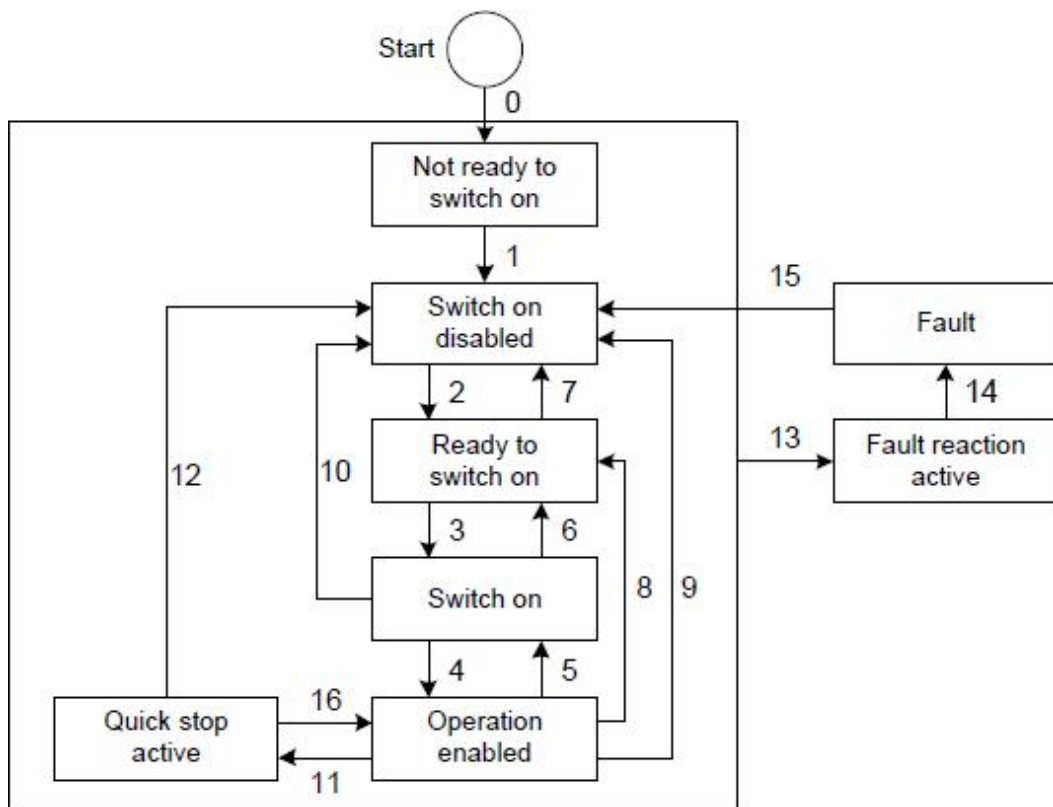 Start
0
Not ready to
switch on
1
15
Switch on
disabled
Fault
2
7
14
13
Ready to
switch on
Fault reaction
active
12
10
3
6
8
9
Switch on
4
5
16
Quick stop
active
Operation
enabled
11